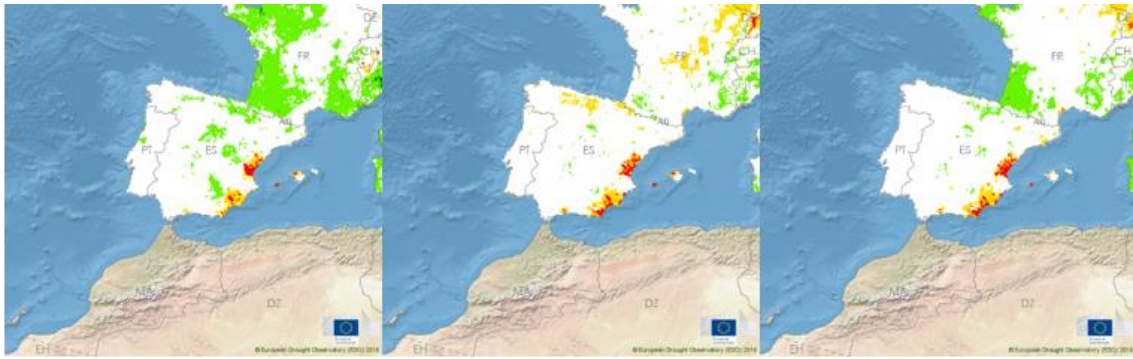 DE
CH
FR
AD
PT
ES
MA
DZ
EH
© European Drought Observatory (EDO) 2016
DE
CH
FR
AD
PT
ES
MA
DZ
EH
© European Drought Observatory (EDO) 2016
DE
CH
FR
AD
PT
ES
MA
DZ
EH
© European Drought Observatory (EDO) 2016